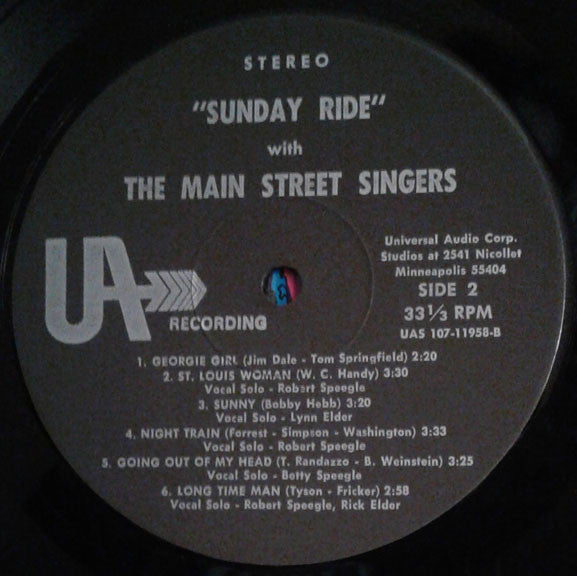 STEREO
"SUNDAY RIDE"
with
THE MAIN STREET SINGERS
UA
RECORDING
Universal Audio Corp.
Studios at 2541 Nicollet
Minneapolis 55404
SIDE 2
33⅓ RPM
UAS 107-11958-B
1. GEORGIE GIRL (Jim Dale - Tom Springfield) 2:20
2. ST. LOUIS WOMAN (W. C. Handy) 3:30
Vocal Solo - Robert Speegle
3. SUNNY (Bobby Hebb) 3:20
Vocal Solo - Lynn Elder
4. NIGHT TRAIN (Forrest - Simpson - Washington) 3:33
Vocal Solo - Robert Speegle
5. GOING OUT OF MY HEAD (T. Randazzo - B. Weinstein) 3:25
Vocal Solo - Betty Speegle
6. LONG TIME MAN (Tyson - Fricker) 2:58
Vocal Solo - Robert Speegle, Rick Elder